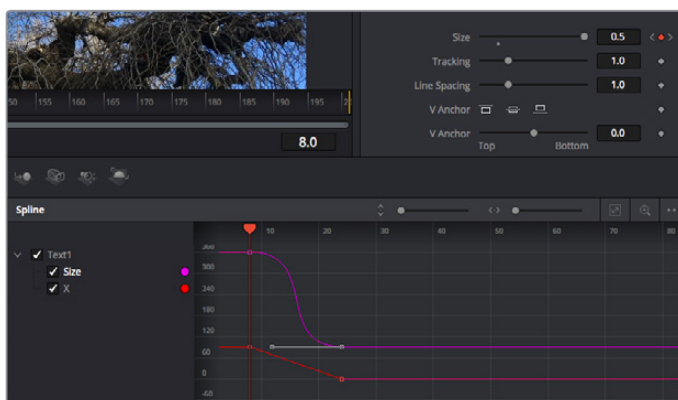 Size 0.5
Tracking 1.0
Line Spacing 1.0
V Anchor
V Anchor 0.0
Top Bottom
50 155 160 165 170 175 180 185 190 195
8.0
Spline
10 20 30 40 50 60 70 80
Text1
Size
X
360
300
240
180
120
60
0
-60